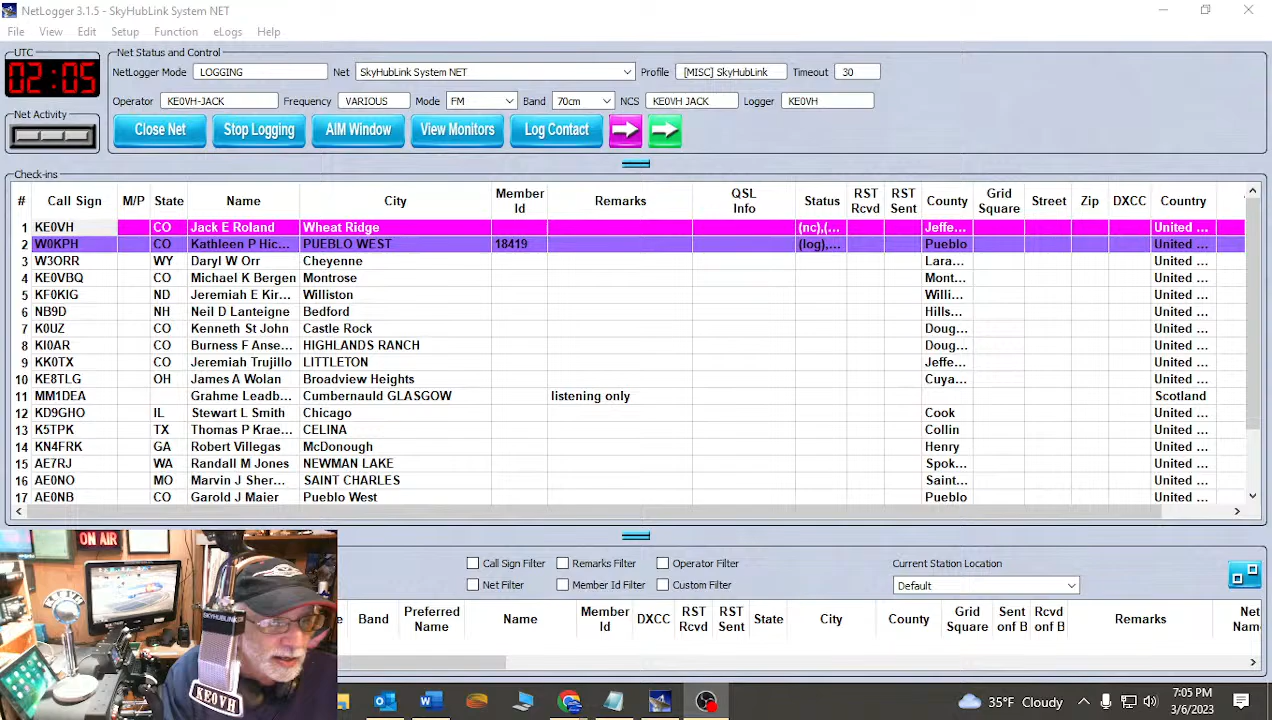 NetLogger 3.1.5 - SkyHubLink System NET
File View Edit Setup Function eLogs Help
UTC
02:05
Net Activity
Net Status and Control
NetLogger Mode LOGGING Net SkyHubLink System NET Profile [MISC] SkyHubLink Timeout 30
Operator KE0VH-JACK Frequency VARIOUS Mode FM Band 70cm NCS KE0VH JACK Logger KE0VH
Close Net Stop Logging AIM Window View Monitors Log Contact
Check-ins
# Call Sign M/P State Name City Member Id Remarks QSL Info Status RST Rcvd RST Sent County Grid Square Street Zip DXCC Country
1 KE0VH CO Jack E Roland Wheat Ridge (nc),(... Jeffe... United ...
2 W0KPH CO Kathleen P Hic... PUEBLO WEST 18419 (log),... Pueblo United ...
3 W3ORR WY Daryl W Orr Cheyenne Lara... United ...
4 KE0VBQ CO Michael K Bergen Montrose Mont... United ...
5 KF0KIG ND Jeremiah E Kir... Williston Willi... United ...
6 NB9D NH Neil D Lanteigne Bedford Hills... United ...
7 K0UZ CO Kenneth St John Castle Rock Doug... United ...
8 KI0AR CO Burness F Anse... HIGHLANDS RANCH Doug... United ...
9 KK0TX CO Jeremiah Trujillo LITTLETON Jeffe... United ...
10 KE8TLG OH James A Wolan Broadview Heights Cuya... United ...
11 MM1DEA Grahme Leadb... Cumbernauld GLASGOW listening only Scotland
12 KD9GHO IL Stewart L Smith Chicago Cook United ...
13 K5TPK TX Thomas P Krae... CELINA Collin United ...
14 KN4FRK GA Robert Villegas McDonough Henry United ...
15 AE7RJ WA Randall M Jones NEWMAN LAKE Spok... United ...
16 AE0NO MO Marvin J Sher... SAINT CHARLES Saint... United ...
17 AE0NB CO Garold J Maier Pueblo West Pueblo United ...
ON AIR
SKYHUBLINK
KE0VH
KE0VH
Call Sign Filter Remarks Filter Operator Filter
Net Filter Member Id Filter Custom Filter
Current Station Location
Default
e Band Preferred Name Name Member Id DXCC RST Rcvd RST Sent State City County Grid Square Sent onf B Rcvd onf B Remarks Net Name
35°F Cloudy
7:05 PM
3/6/2023